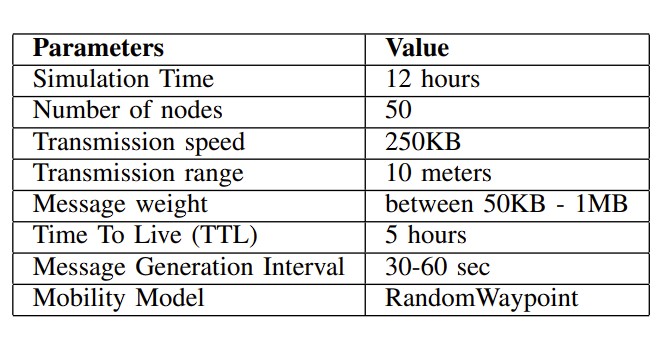 Parameters Value
Simulation Time 12 hours
Number of nodes 50
Transmission speed 250KB
Transmission range 10 meters
Message weight between 50KB - 1MB
Time To Live (TTL) 5 hours
Message Generation Interval 30-60 sec
Mobility Model RandomWaypoint